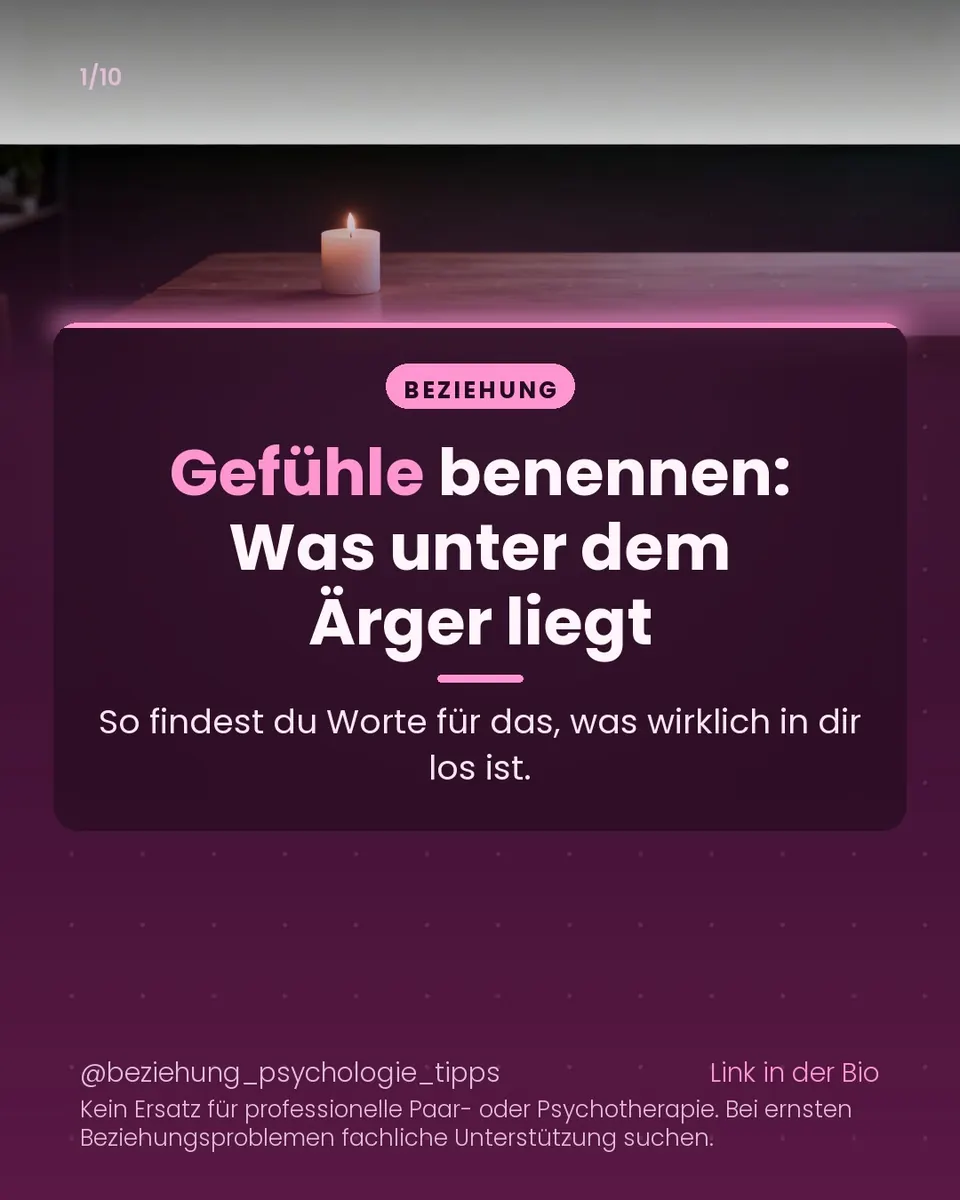 1/10
BEZIEHUNG
Gefühle benennen:
Was unter dem
Ärger liegt
So findest du Worte für das, was wirklich in dir
los ist.
@beziehung_psychologie_tipps
Link in der Bio
Kein Ersatz für professionelle Paar- oder Psychotherapie. Bei ernsten
Beziehungsproblemen fachliche Unterstützung suchen.